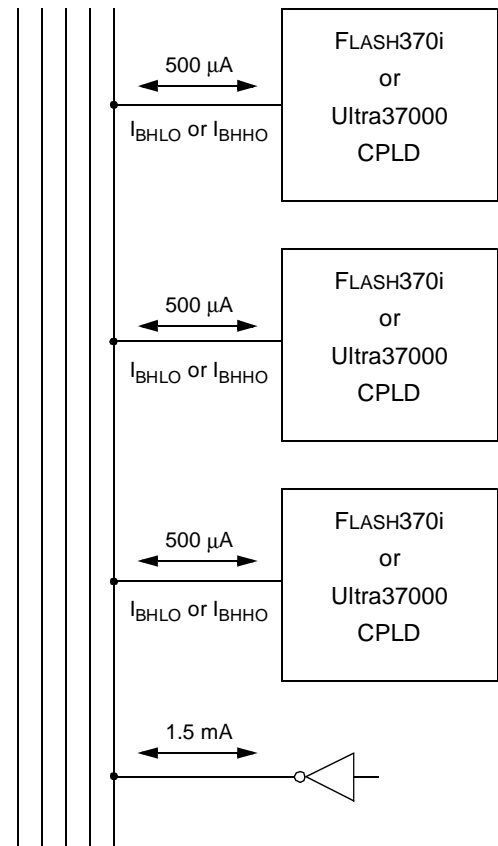 500 μA
FLASH370i
or
Ultra37000
CPLD
IBHLO or IBHHO
500 μA
FLASH370i
or
Ultra37000
CPLD
IBHLO or IBHHO
500 μA
FLASH370i
or
Ultra37000
CPLD
IBHLO or IBHHO
1.5 mA